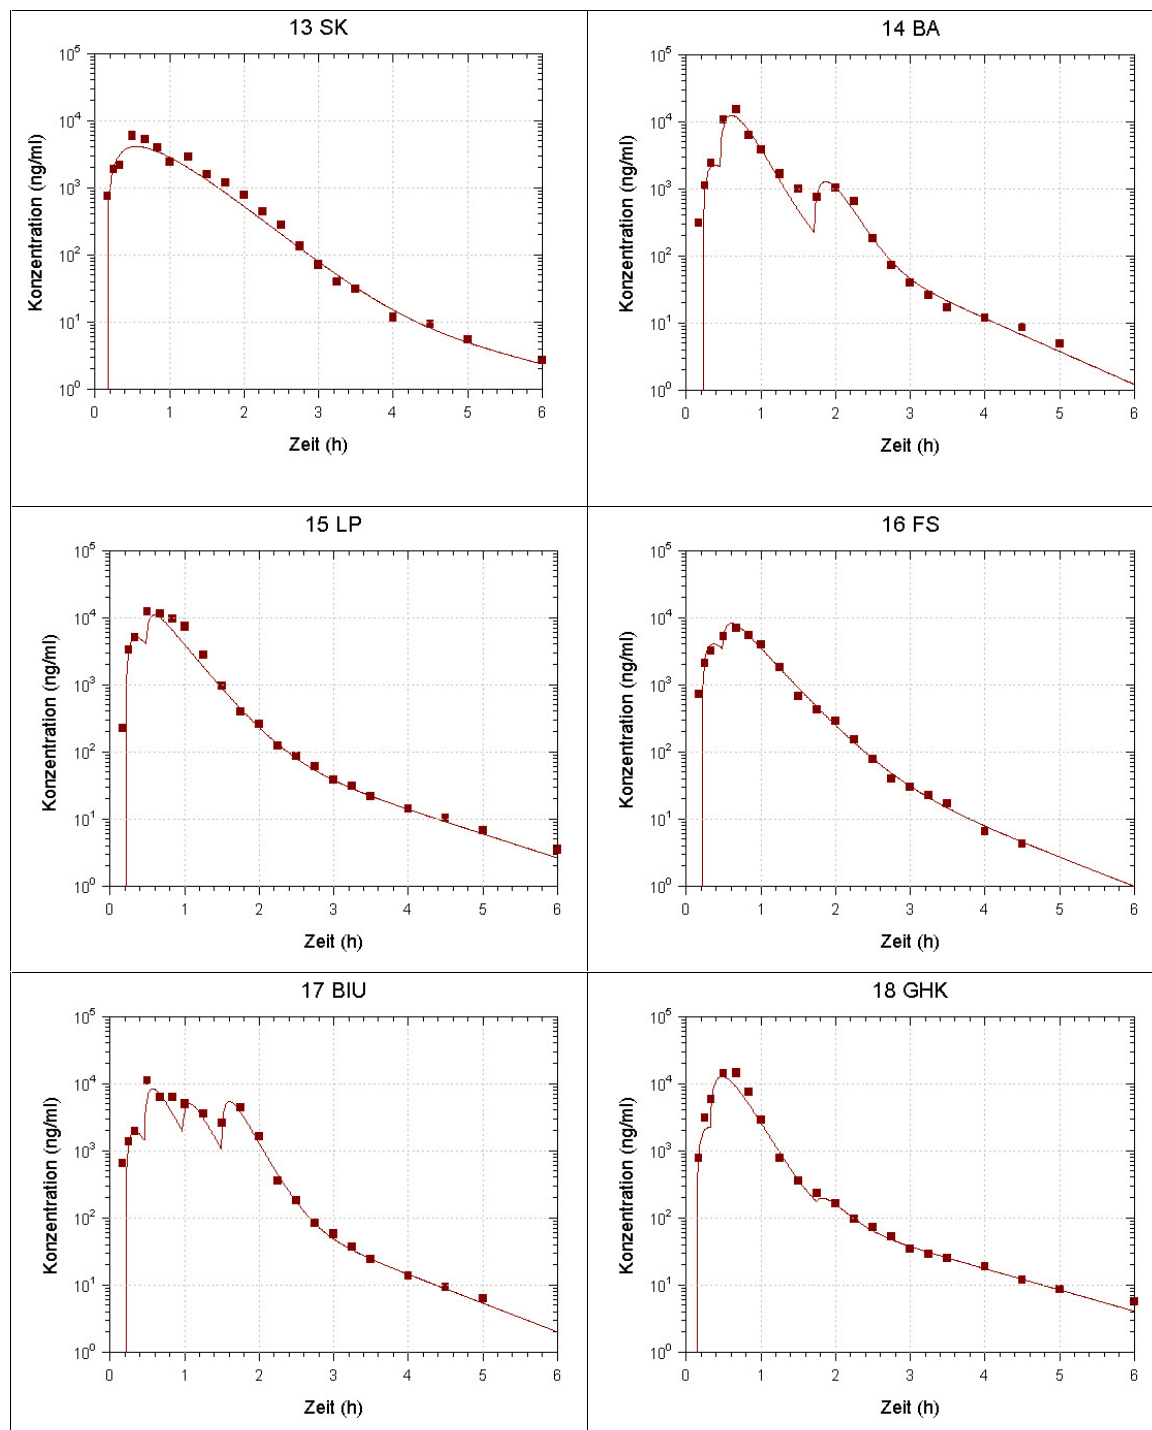 13 SK
Konzentration (ng/ml)
10^5
10^4
10^3
10^2
10^1
10^0
0 1 2 3 4 5 6
Zeit (h)
14 BA
Konzentration (ng/ml)
10^5
10^4
10^3
10^2
10^1
10^0
0 1 2 3 4 5 6
Zeit (h)
15 LP
Konzentration (ng/ml)
10^5
10^4
10^3
10^2
10^1
10^0
0 1 2 3 4 5 6
Zeit (h)
16 FS
Konzentration (ng/ml)
10^5
10^4
10^3
10^2
10^1
10^0
0 1 2 3 4 5 6
Zeit (h)
17 BIU
Konzentration (ng/ml)
10^5
10^4
10^3
10^2
10^1
10^0
0 1 2 3 4 5 6
Zeit (h)
18 GHK
Konzentration (ng/ml)
10^5
10^4
10^3
10^2
10^1
10^0
0 1 2 3 4 5 6
Zeit (h)